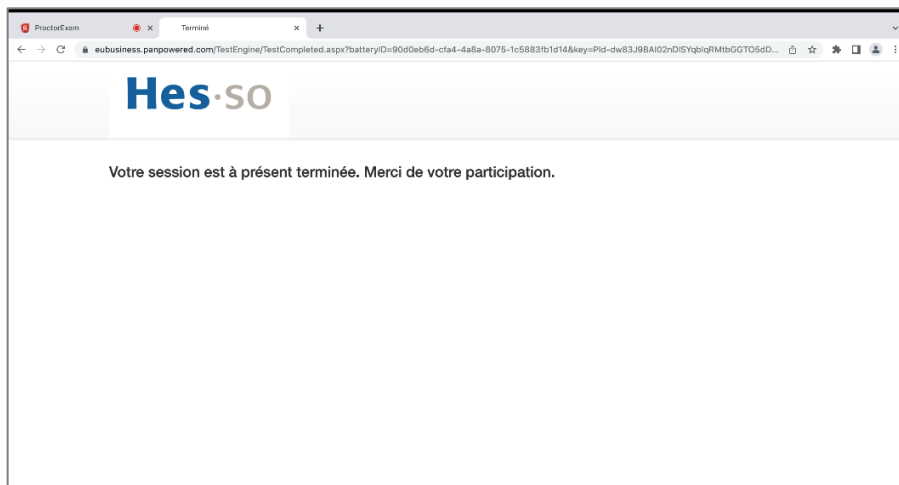 ProctorExam
Terminé
eubusiness.panpowered.com/TestEngine/TestCompleted.aspx?batteryID=90d0eb6d-cfa4-4a8a-8075-1c5883fb1d14&key=
Hes·so
Votre session est à présent terminée. Merci de votre participation.